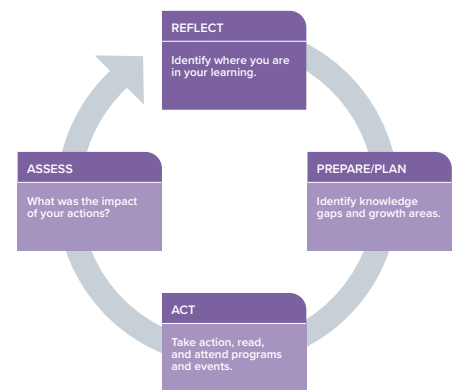 REFLECT
Identify where you are
in your learning.
PREPARE/PLAN
Identify knowledge
gaps and growth areas.
ACT
Take action, read,
and attend programs
and events.
ASSESS
What was the impact
of your actions?